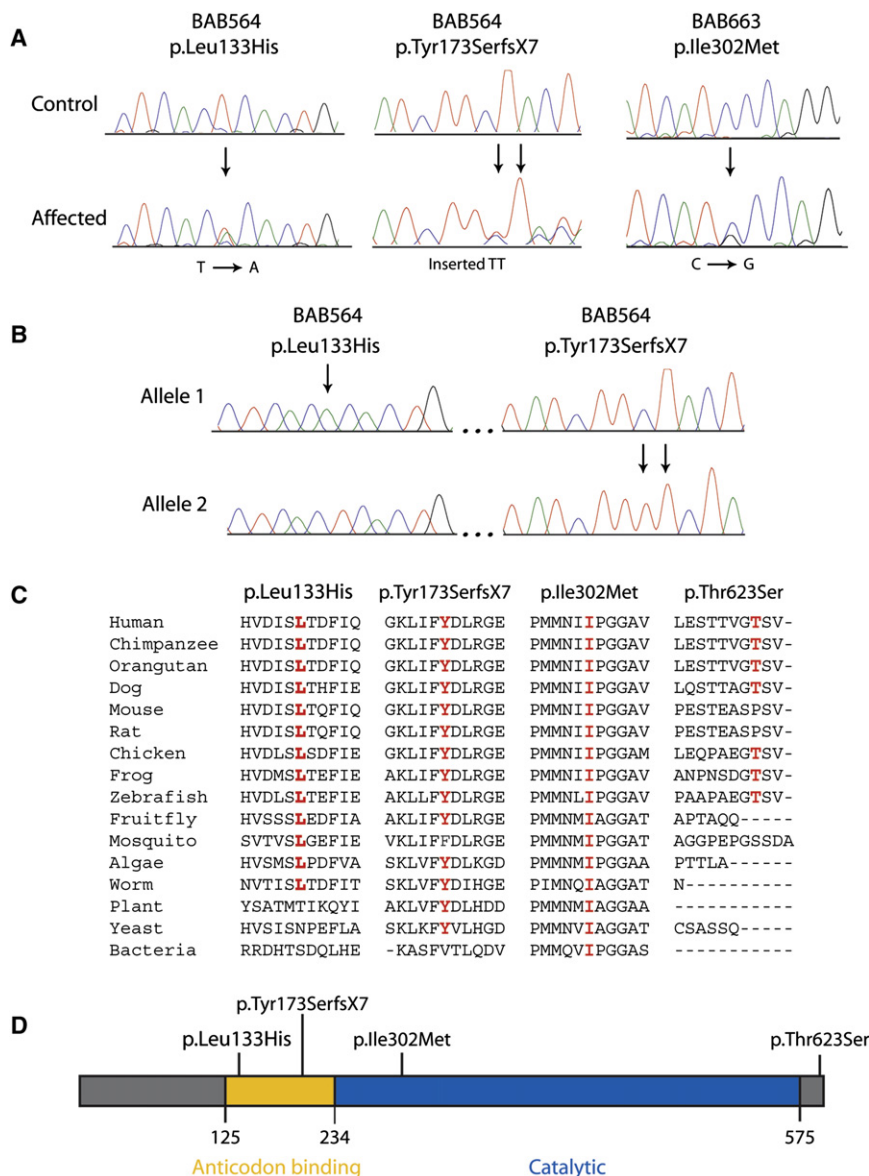 A
BAB564 BAB564 BAB663
p.Leu133His p.Tyr173SerfsX7 p.Ile302Met
Control
Affected
T → A Inserted TT C → G
B
BAB564 BAB564
p.Leu133His p.Tyr173SerfsX7
Allele 1
...
Allele 2
...
C
p.Leu133His p.Tyr173SerfsX7 p.Ile302Met p.Thr623Ser
Human HVDISLTDFIQ GKLIFYDLRGE PMMNIIPGGAV LESTTVGTSV-
Chimpanzee HVDISLTDFIQ GKLIFYDLRGE PMMNIIPGGAV LESTTVGTSV-
Orangutan HVDISLTDFIQ GKLIFYDLRGE PMMNIIPGGAV LESTTVGTSV-
Dog HVDISLTHFIE GKLIFYDLRGE PMMNIIPGGAV LQSTTAGTSV-
Mouse HVDISLTQFIQ GKLIFYDLRGE PMMNIIPGGAV PESTEASPSV-
Rat HVDISLTQFIQ GKLIFYDLRGE PMMNIIPGGAV PESTEASPSV-
Chicken HVDLSLSDFIE GKLIFYDLRGE PMMNIIPGGAM LEQPAEGTSV-
Frog HVDMSLTEFIE AKLIFYDLRGE PMMNIIPGGAV ANPNSDGTSV-
Zebrafish HVDLSLTEFIE AKLLFYDLRGE PMMNLIPGGAV PAAPAEGTSV-
Fruitfly HVSSSLEDFIA AKLIFYDLRGE PMMNMIAGGAT APTAQQ-----
Mosquito SVTVSLGEFIE VKLIFFDLRGE PMMNMIAGGAT AGGPEPGSSDA
Algae HVSMSLPDFVA SKLVFYDLKGD PMMNMIPGGAA PTTLA------
Worm NVTISLTDFIT SKLVFYDIHGE PIMNQIAGGAT N----------
Plant YSATMTIKQYI AKLVFYDLHDD PMMNMIPGGAA -----------
Yeast HVSISNPEFLA SKLKFYVLHGD PMMNVIAGGAT CSASSQ-----
Bacteria RRDHTSDQLHE -KASFVTLQDV PMMQVIPGGAS -----------
D
p.Tyr173SerfsX7
p.Leu133His p.Ile302Met p.Thr623Ser
125 234 575
Anticodon binding Catalytic